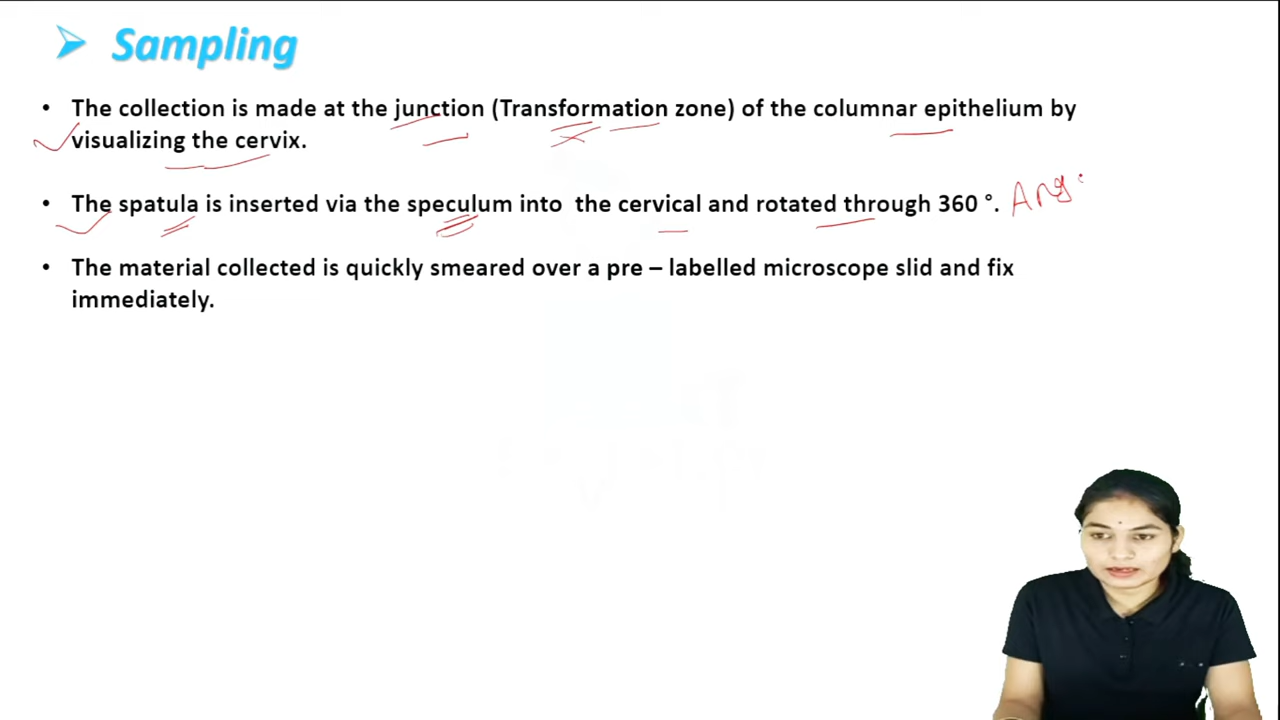 Sampling
• The collection is made at the junction (Transformation zone) of the columnar epithelium by
visualizing the cervix.
• The spatula is inserted via the speculum into the cervical and rotated through 360 °. Ang
• The material collected is quickly smeared over a pre – labelled microscope slid and fix
immediately.